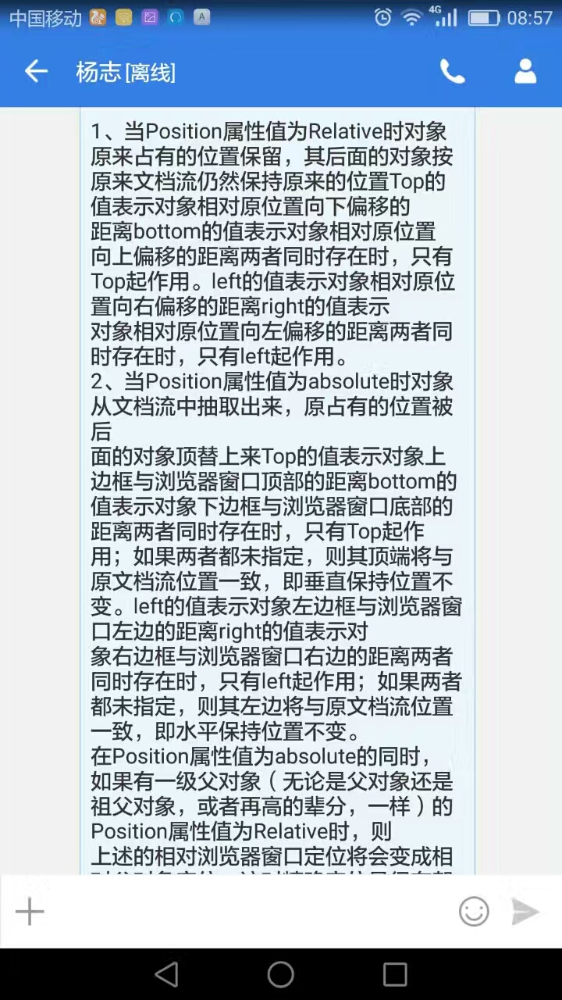 中国移动
4G
08:57
杨志[离线]
1、当Position属性值为Relative时对象
原来占有的位置保留，其后面的对象按
原来文档流仍然保持原来的位置Top的
值表示对象相对原位置向下偏移的
距离bottom的值表示对象相对原位置
向上偏移的距离两者同时存在时，只有
Top起作用。left的值表示对象相对原位
置向右偏移的距离right的值表示
对象相对原位置向左偏移的距离两者同
时存在时，只有left起作用。
2、当Position属性值为absolute时对象
从文档流中抽取出来，原占有的位置被
后
面的对象顶替上来Top的值表示对象上
边框与浏览器窗口顶部的距离bottom的
值表示对象下边框与浏览器窗口底部的
距离两者同时存在时，只有Top起作
用；如果两者都未指定，则其顶端将与
原文档流位置一致，即垂直保持位置不
变。left的值表示对象左边框与浏览器窗
口左边的距离right的值表示对
象右边框与浏览器窗口右边的距离两者
同时存在时，只有left起作用；如果两者
都未指定，则其左边将与原文档流位置
一致，即水平保持位置不变。
在Position属性值为absolute的同时，
如果有一级父对象（无论是父对象还是
祖父对象，或者再高的辈分，一样）的
Position属性值为Relative时，则
上述的相对浏览器窗口定位将会变成相